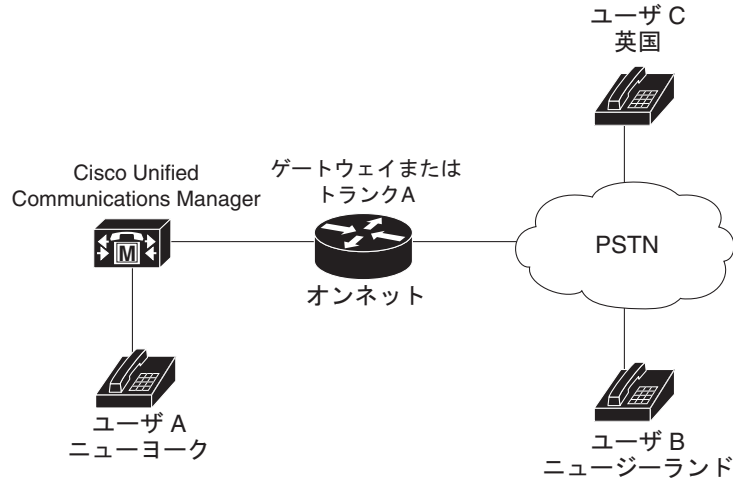 ユーザ C
英国
Cisco Unified
Communications Manager
ゲートウェイまたは
トランクA
M
PSTN
オンネット
ユーザ A
ニューヨーク
ユーザ B
ニュージーランド